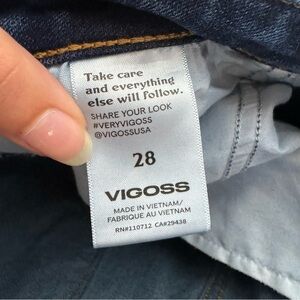 Take care
and everything
else will follow.
SHARE YOUR LOOK
#VERYVIGOSS
@VIGOSSUSA
28
VIGOSS
MADE IN VIETNAM/
FABRIQUE AU VIETNAM
RN#110712 CA#29438